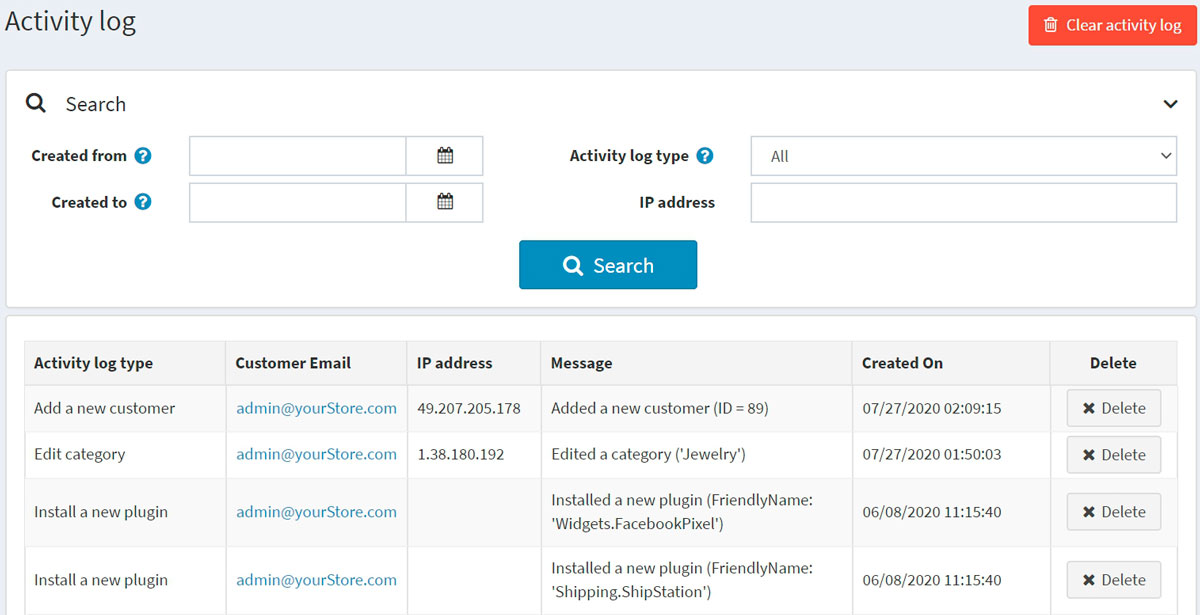 Activity log
Clear activity log
Search
Created from ?
Activity log type ?
All
Created to ?
IP address
Search
Activity log type Customer Email IP address Message Created On Delete
Add a new customer admin@yourStore.com 49.207.205.178 Added a new customer (ID = 89) 07/27/2020 02:09:15 Delete
Edit category admin@yourStore.com 1.38.180.192 Edited a category ('Jewelry') 07/27/2020 01:50:03 Delete
Install a new plugin admin@yourStore.com Installed a new plugin (FriendlyName: 06/08/2020 11:15:40 Delete
'Widgets.FacebookPixel')
Install a new plugin admin@yourStore.com Installed a new plugin (FriendlyName: 06/08/2020 11:15:40 Delete
'Shipping.ShipStation')